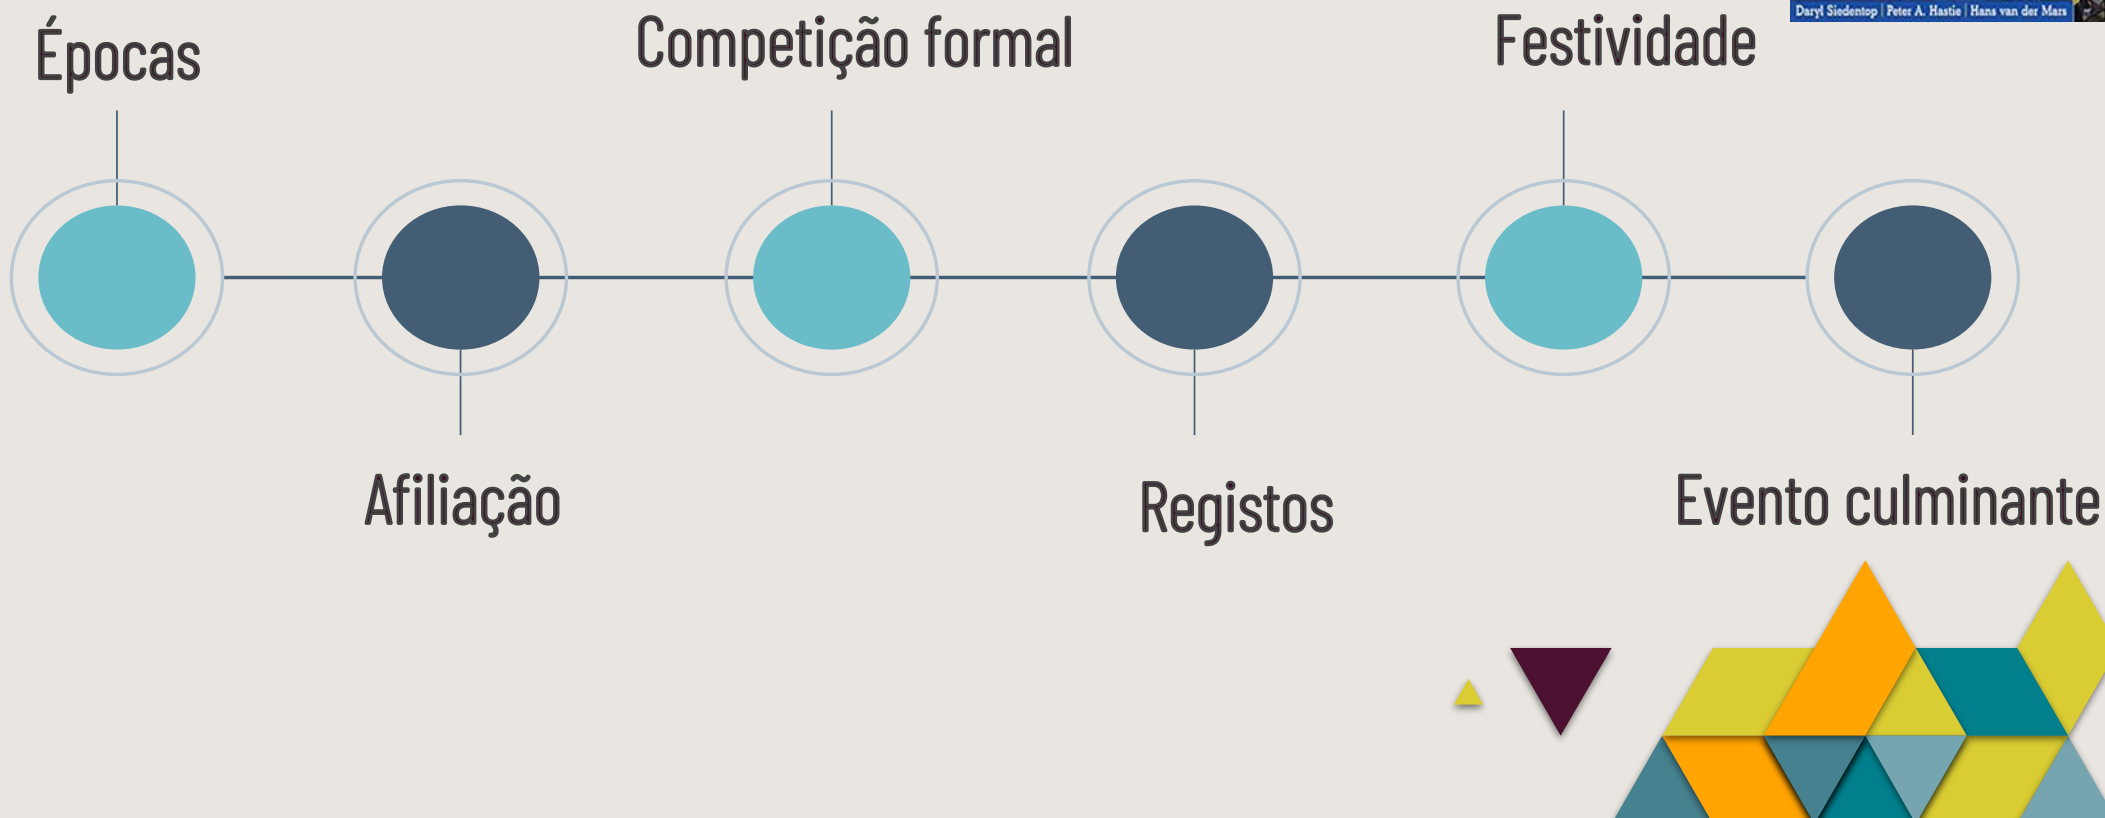 Daryl Siedentop | Peter A. Hastie | Hans van der Mars
Épocas
Competição formal
Festividade
Afiliação
Registos
Evento culminante